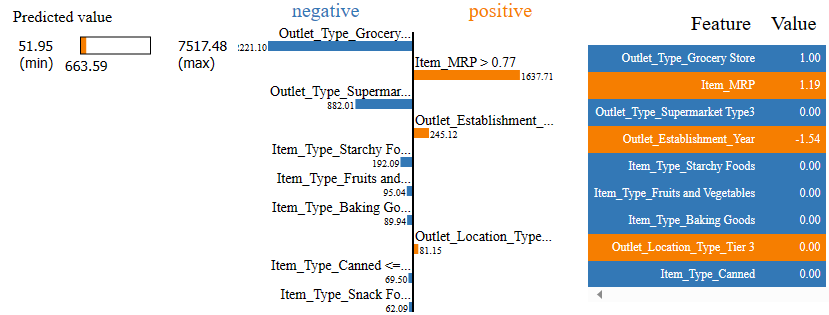 Predicted value
51.95
(min)
663.59
7517.48
(max)
negative
positive
Outlet_Type_Grocery...
2221.10
Item_MRP > 0.77
1637.71
Outlet_Type_Supermar...
882.01
Outlet_Establishment_...
245.12
Item_Type_Starchy Fo...
192.09
Item_Type_Fruits and...
95.04
Item_Type_Baking Go...
89.94
Outlet_Location_Type...
81.15
Item_Type_Canned <=...
69.50
Item_Type_Snack Fo...
62.09
Feature Value
Outlet_Type_Grocery Store 1.00
Item_MRP 1.19
Outlet_Type_Supermarket Type3 0.00
Outlet_Establishment_Year -1.54
Item_Type_Starchy Foods 0.00
Item_Type_Fruits and Vegetables 0.00
Item_Type_Baking Goods 0.00
Outlet_Location_Type_Tier 3 0.00
Item_Type_Canned 0.00